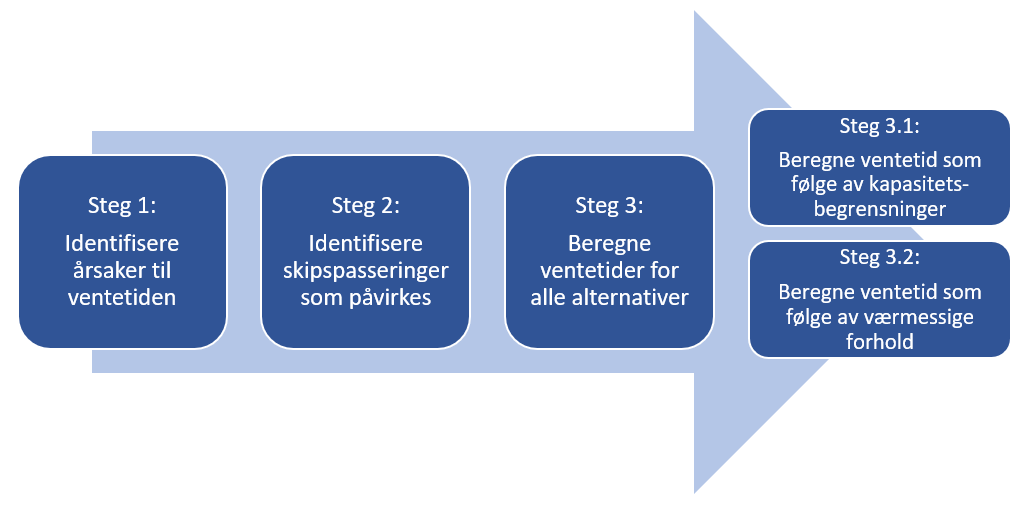 Steg 1:
Identifisere
årsaker til
ventetiden
Steg 2:
Identifisere
skipspasseringer
som påvirkes
Steg 3:
Beregne
ventetider for
alle alternativer
Steg 3.1:
Beregne ventetid som
følge av kapasitets-
begrensninger
Steg 3.2:
Beregne ventetid som
følge av værmessige
forhold